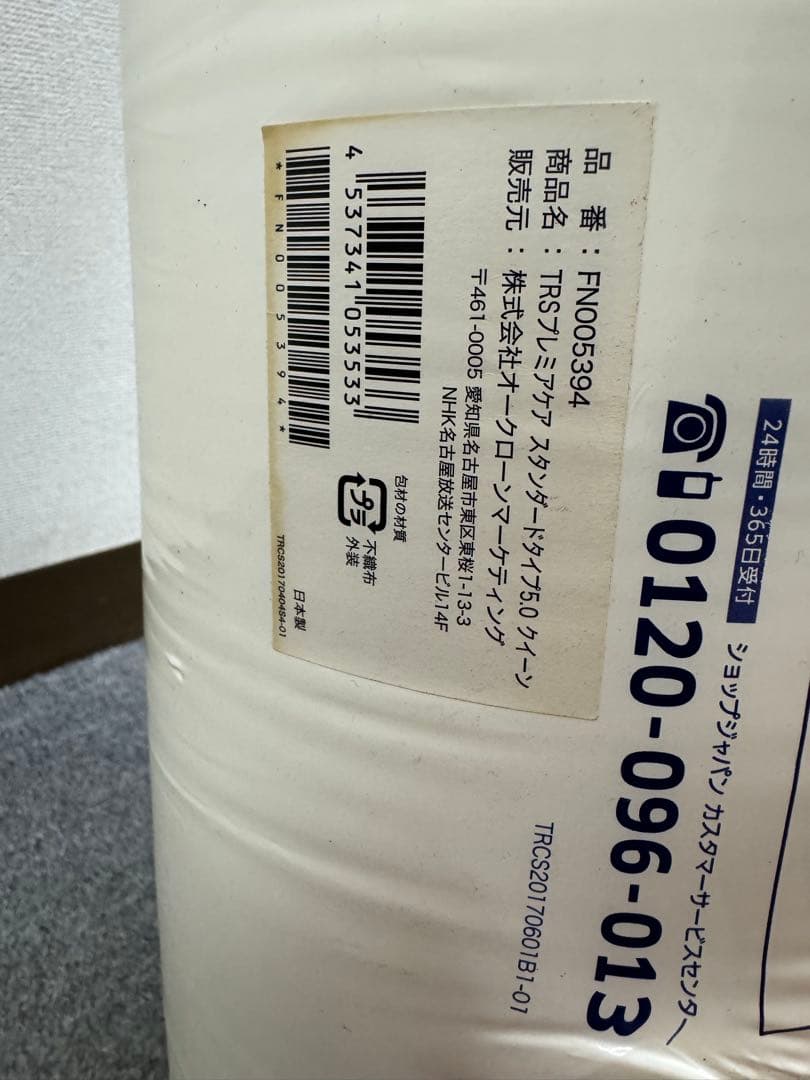 24時間・365日受付
ショップジャパン カスタマーサービスセンター
0120-096-013
TRCS20170601B1-01
品 番：FN005394
商品名：TRSプレミアケア スタンダードタイプ5.0 クイーン
販売元：株式会社オークローンマーケティング
〒461-0005 愛知県名古屋市東区東桜1-13-3
NHK名古屋放送センタービル14F
4 537341 053533
*FN005394*
包材の材質
プラ
不織布
外装
日本製
TRCS20170404S4-01